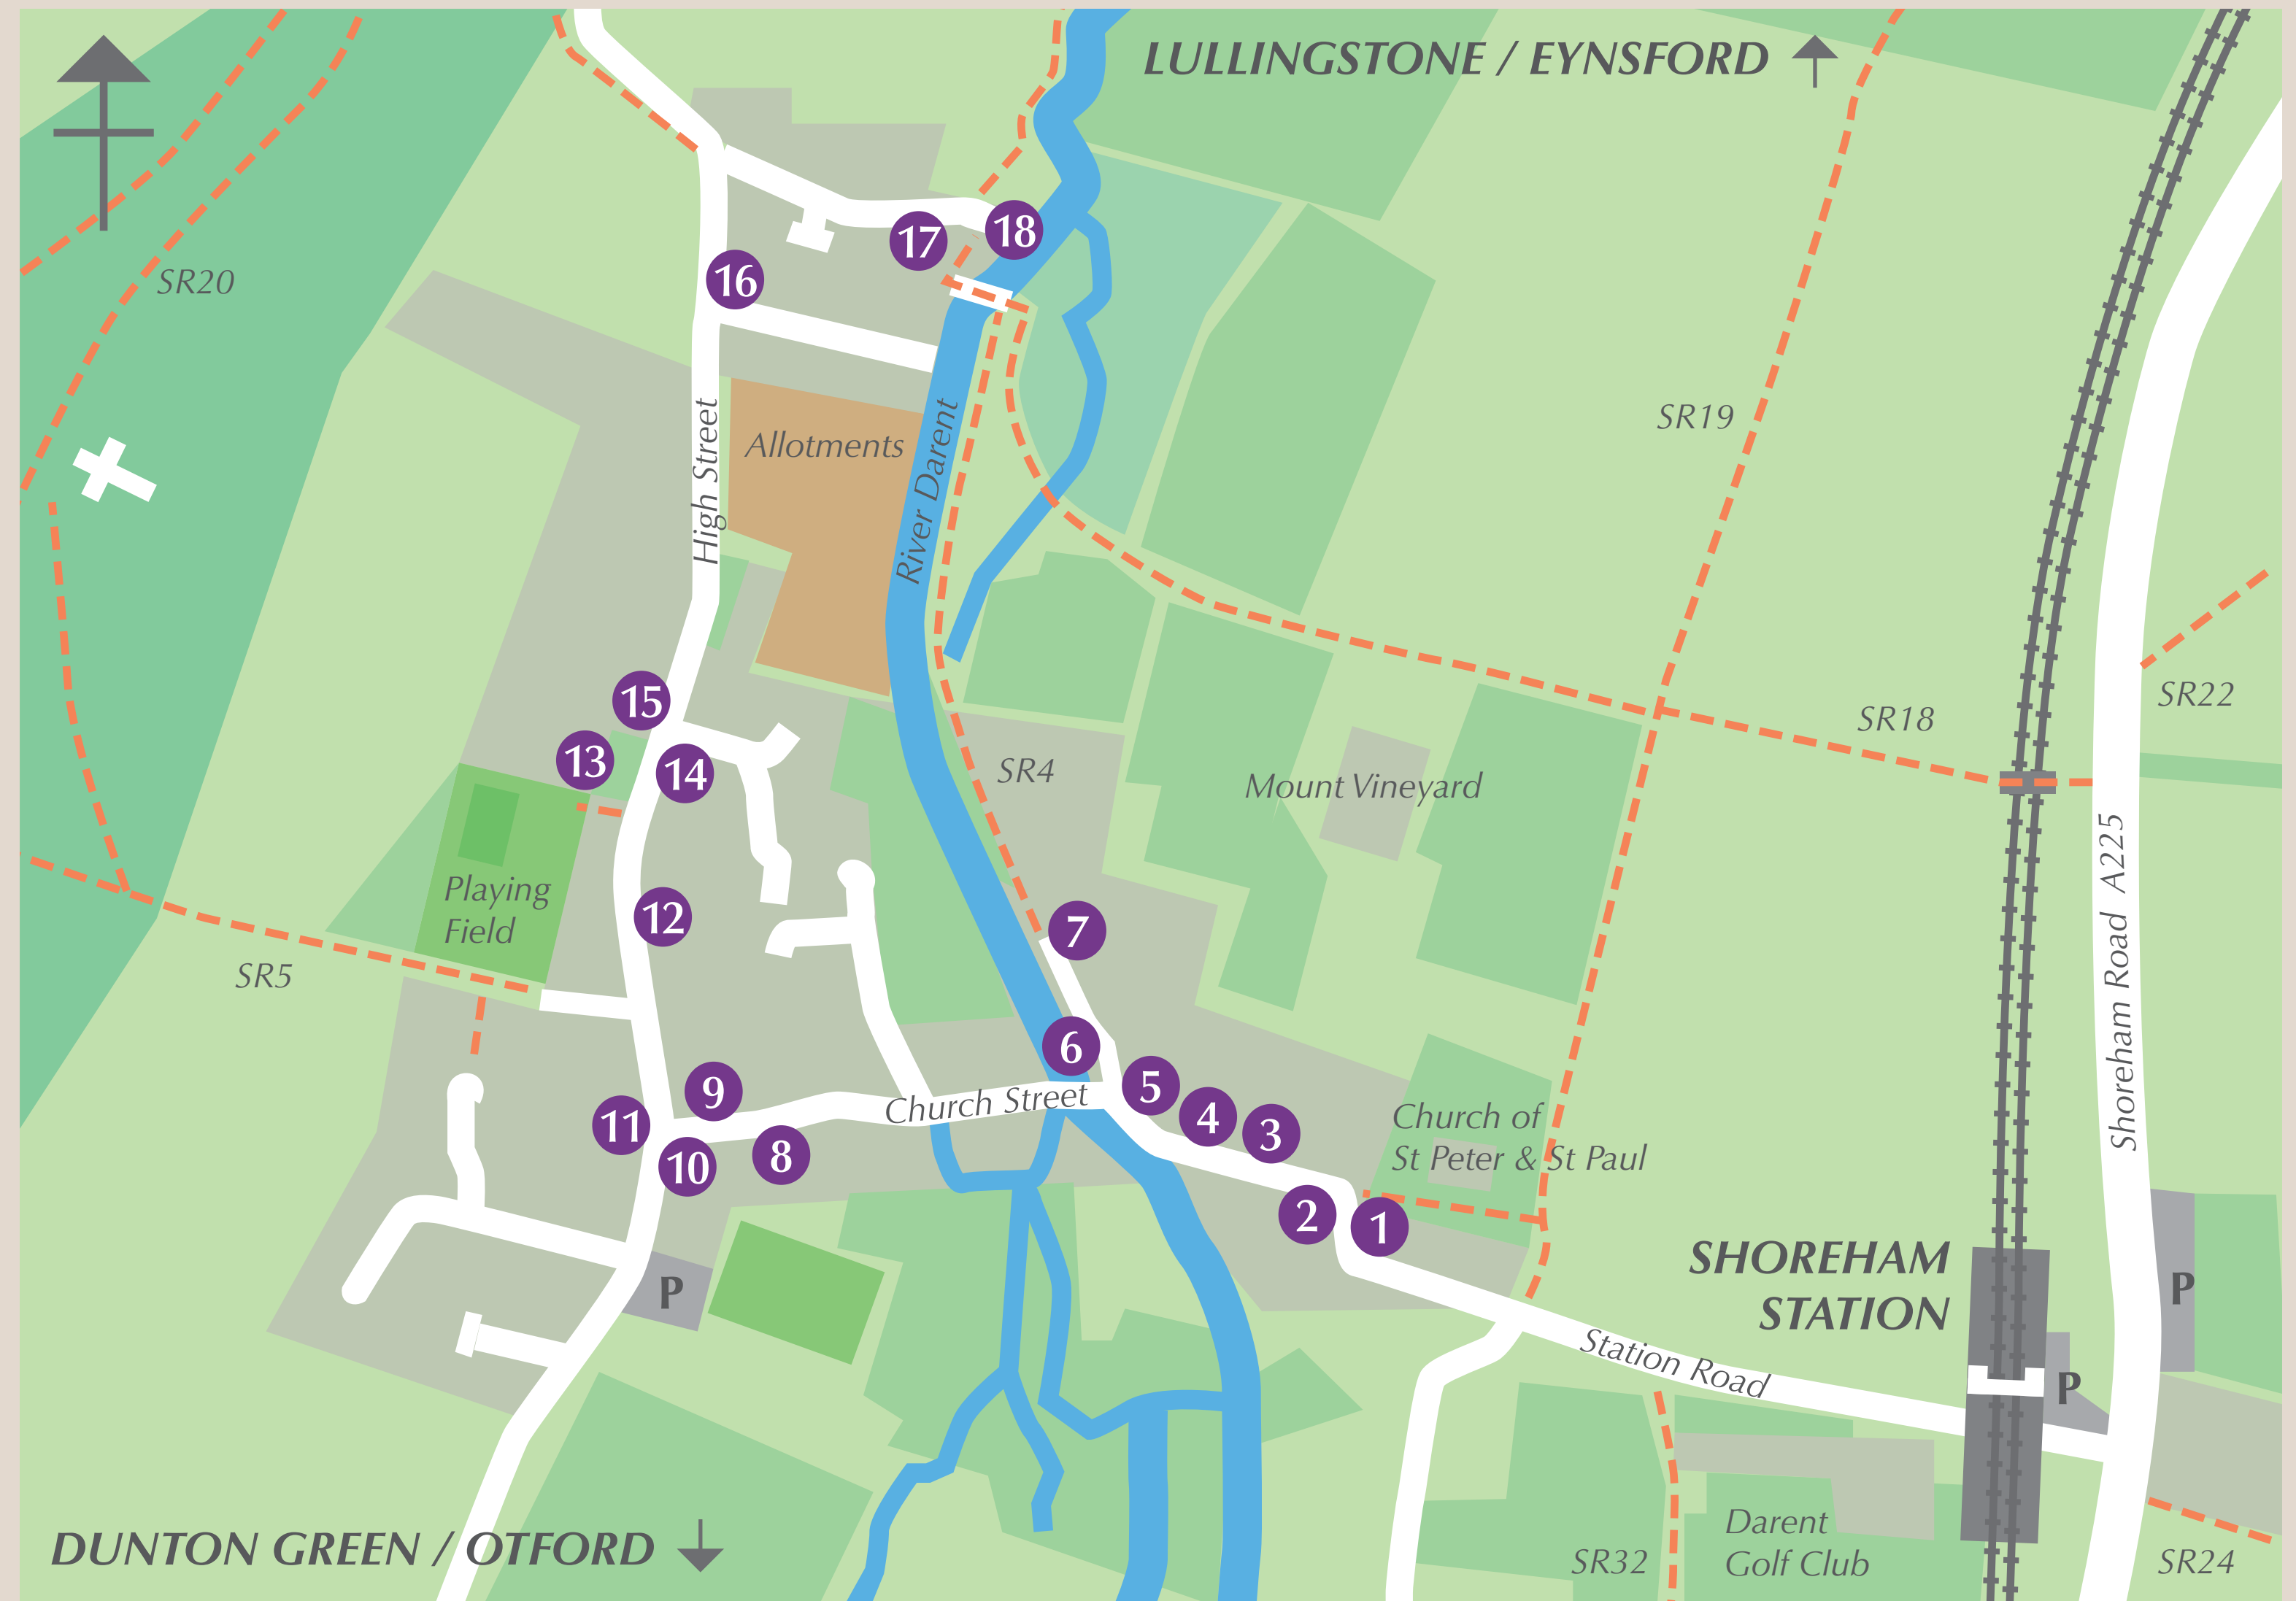 LULLINGSTONE / EYNSFORD
SR20
18
17
16
SR19
High Street
Allotments
River Darent
15
13
14
SR4
Mount Vineyard
SR18
SR22
Playing
Field
12
7
SR5
Shoreham Road A225
6
5
4
3
Church Street
9
11
10
8
Church of
St Peter & St Paul
2
1
SHOREHAM
STATION
P
P
P
Station Road
DUNTON GREEN / OTFORD
SR32
Darent
Golf Club
SR24